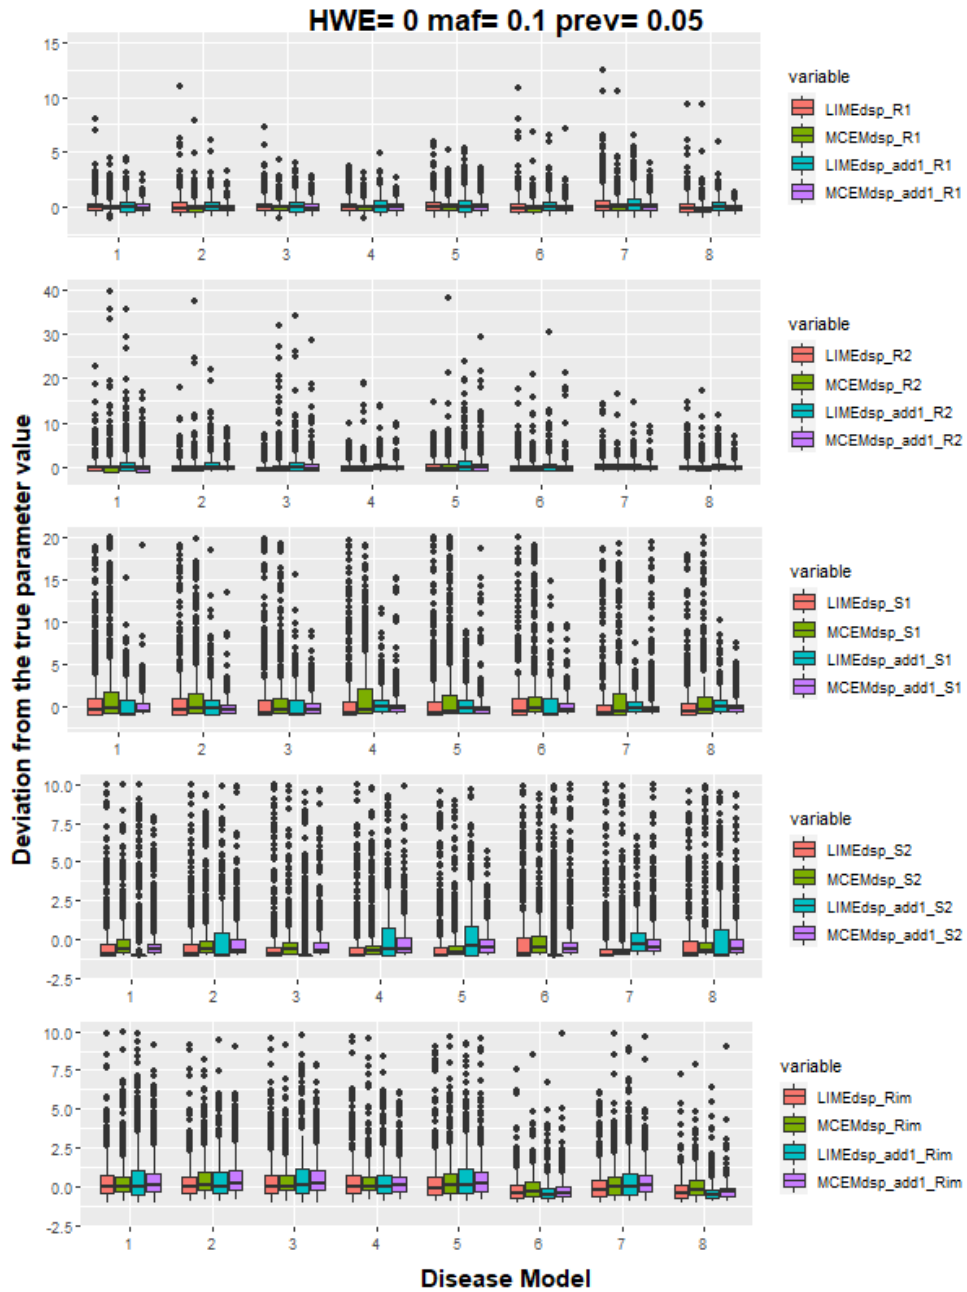 HWE= 0 maf= 0.1 prev= 0.05
Deviation from the true parameter value
15
10
5
0
1 2 3 4 5 6 7 8
variable
LIMEdsp_R1
MCEMdsp_R1
LIMEdsp_add1_R1
MCEMdsp_add1_R1
40
30
20
10
0
1 2 3 4 5 6 7 8
variable
LIMEdsp_R2
MCEMdsp_R2
LIMEdsp_add1_R2
MCEMdsp_add1_R2
20
15
10
5
0
1 2 3 4 5 6 7 8
variable
LIMEdsp_S1
MCEMdsp_S1
LIMEdsp_add1_S1
MCEMdsp_add1_S1
10.0
7.5
5.0
2.5
0.0
-2.5
1 2 3 4 5 6 7 8
variable
LIMEdsp_S2
MCEMdsp_S2
LIMEdsp_add1_S2
MCEMdsp_add1_S2
10.0
7.5
5.0
2.5
0.0
-2.5
1 2 3 4 5 6 7 8
variable
LIMEdsp_Rim
MCEMdsp_Rim
LIMEdsp_add1_Rim
MCEMdsp_add1_Rim
Disease Model